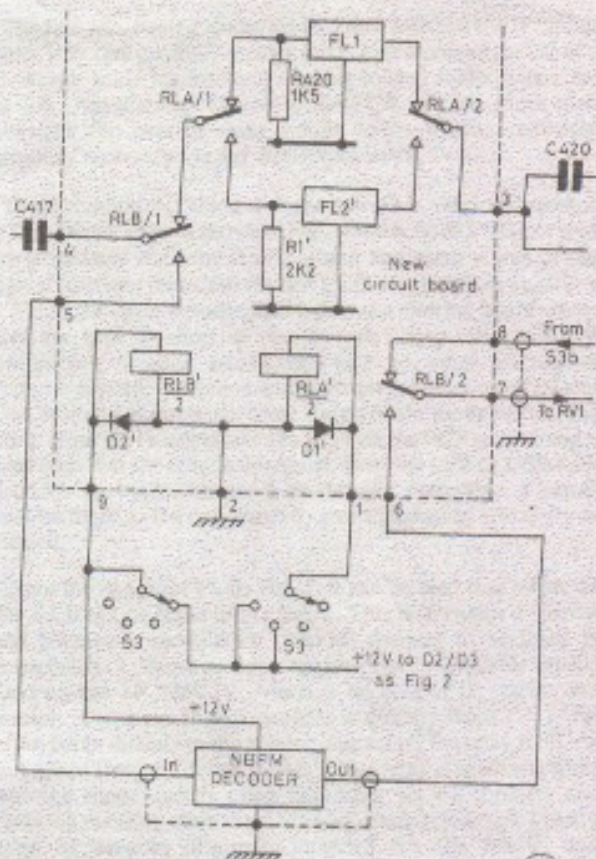 FL1
R420
1K5
RLA/1
RLA/2
C420
C417
RLB/1
FL2'
3
4
R1'
2K2
New
circuit board
5
8
From
S3b
RLB'
2
RLA'
2
RLB/2
7
To RV1
D2'
D1'
9
2
1
6
S3
S3
+12V to D2/D3
as Fig. 2
+12V
In
NBFM
DECODER
Out